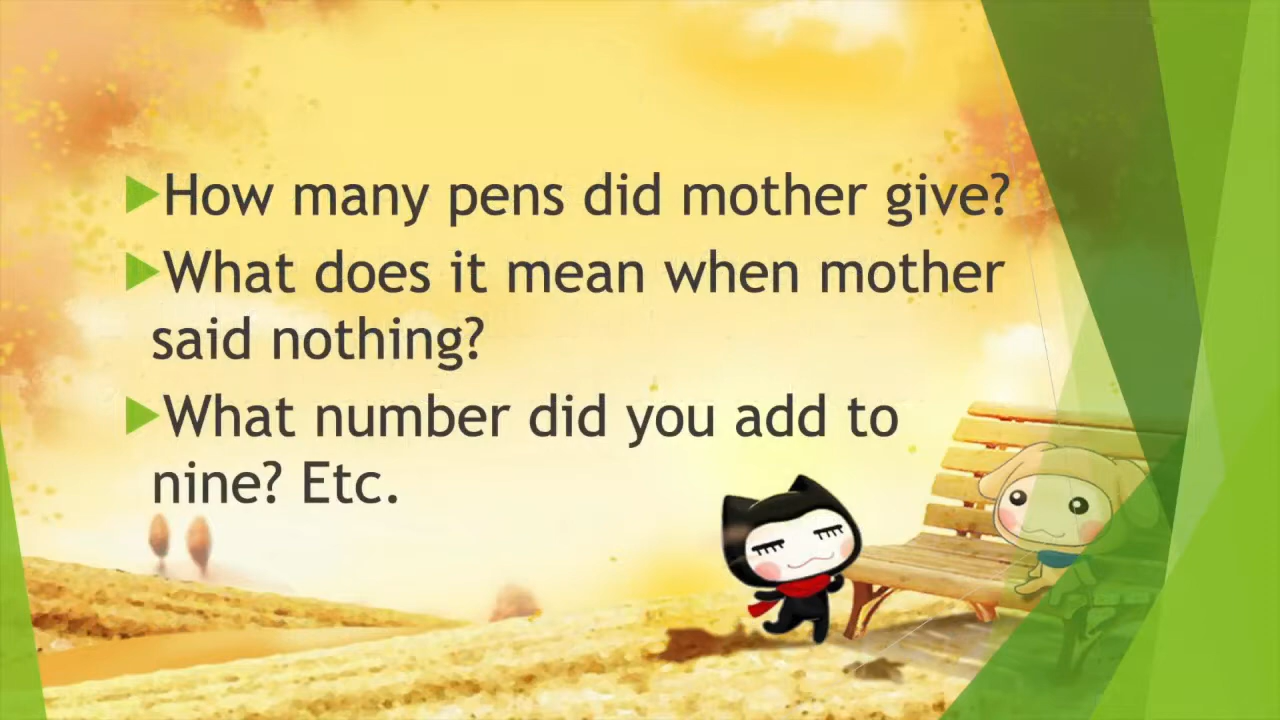 How many pens did mother give?
What does it mean when mother
said nothing?
What number did you add to
nine? Etc.